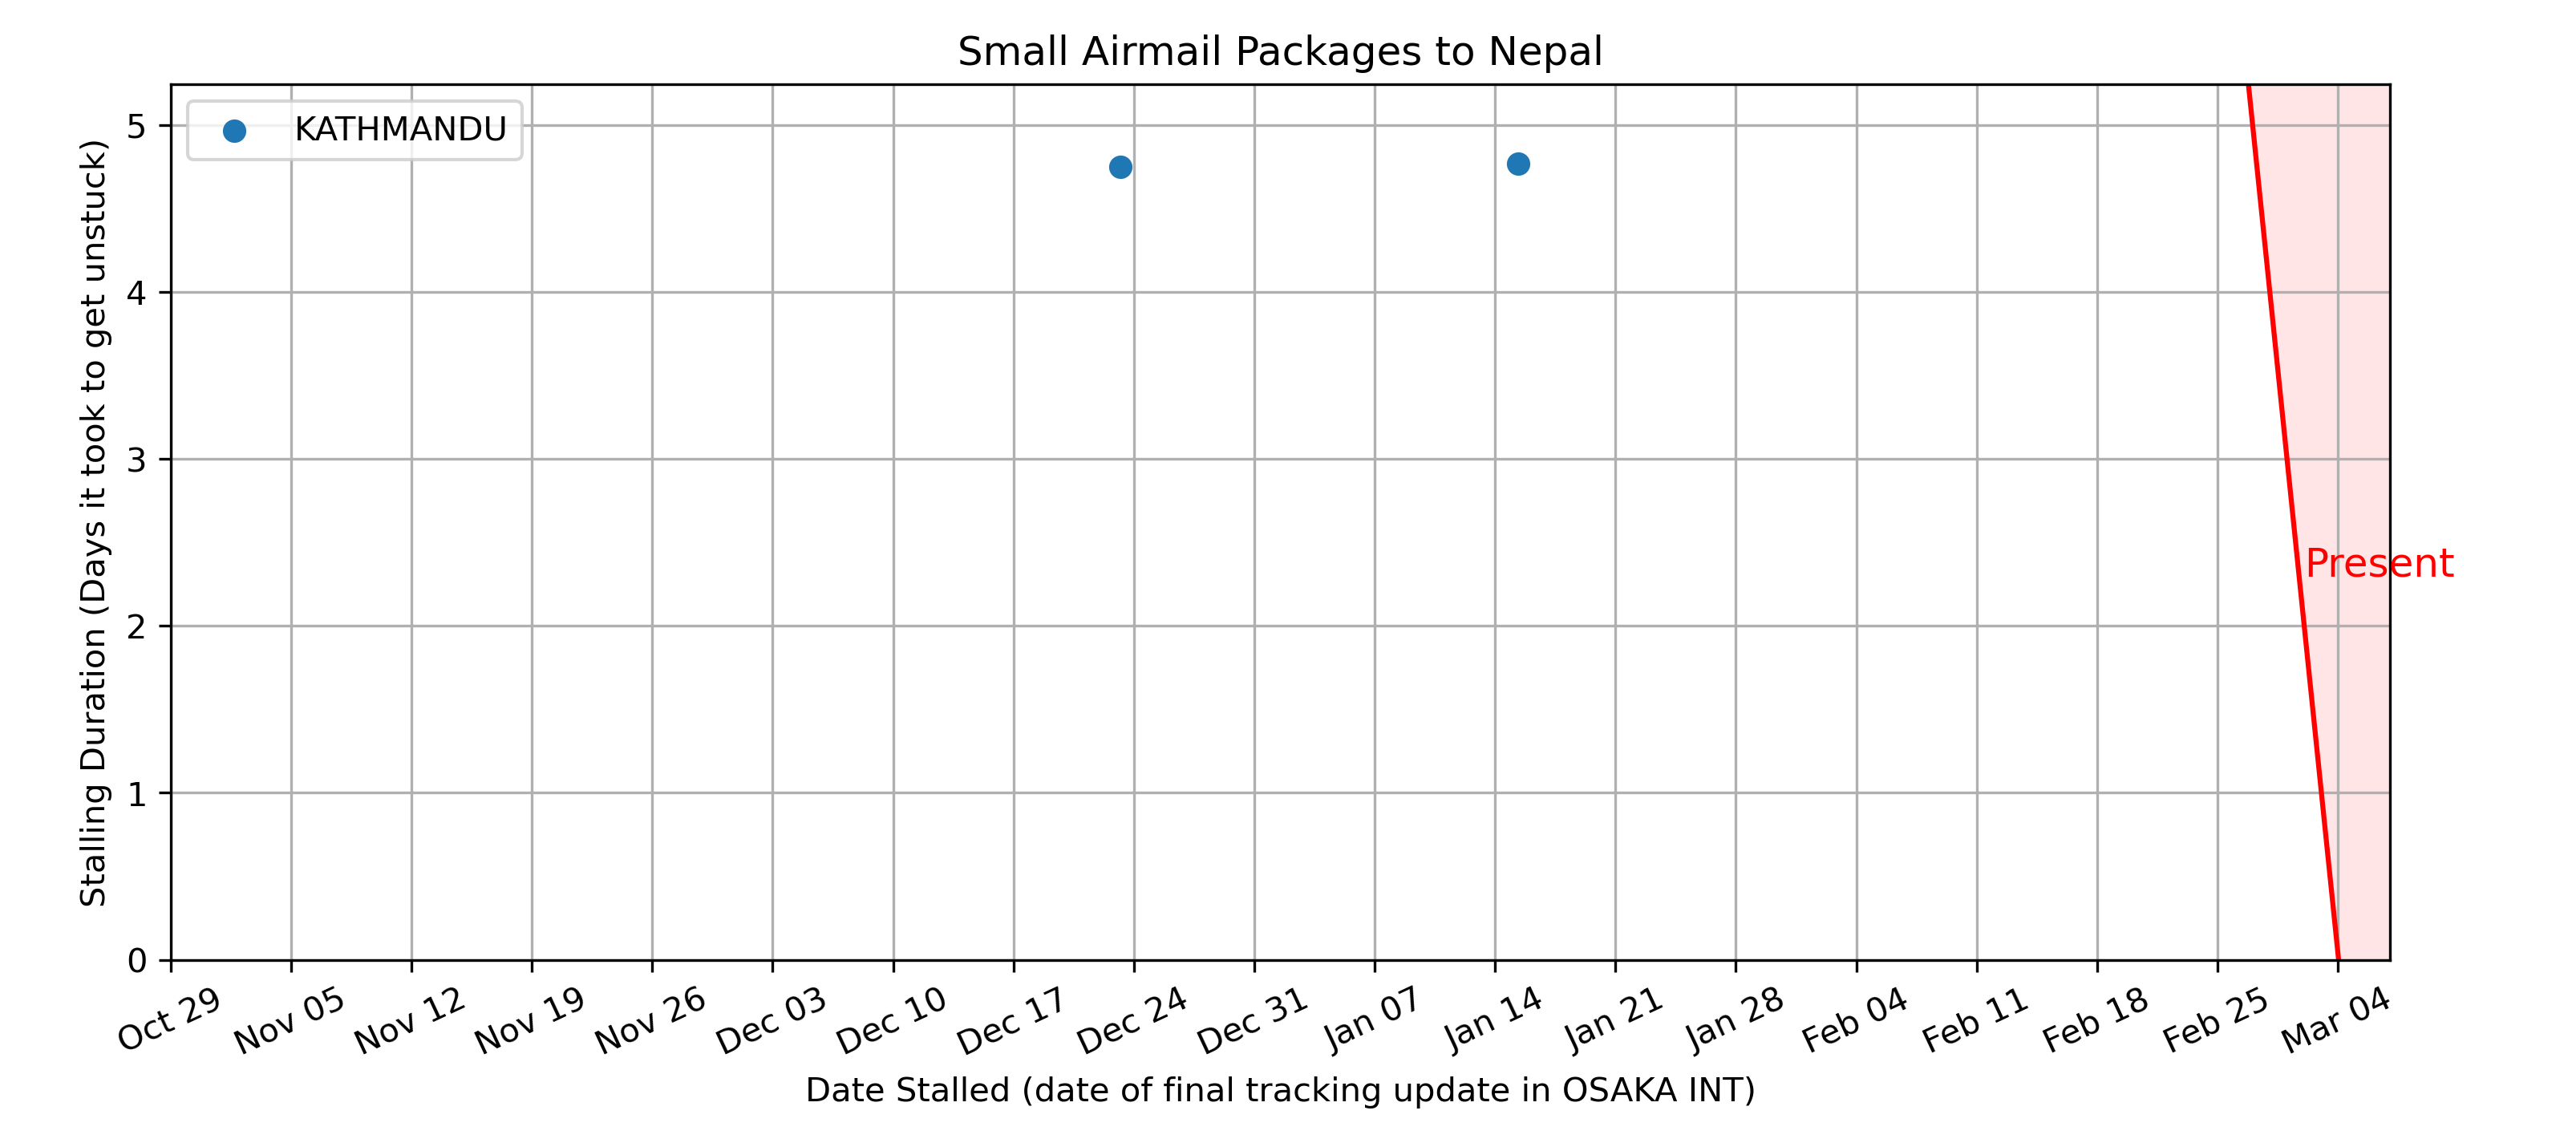 Small Airmail Packages to Nepal
KATHMANDU
Stalling Duration (Days it took to get unstuck)
5
4
3
2
1
0
Present
Oct 29
Nov 05
Nov 12
Nov 19
Nov 26
Dec 03
Dec 10
Dec 17
Dec 24
Dec 31
Jan 07
Jan 14
Jan 21
Jan 28
Feb 04
Feb 11
Feb 18
Feb 25
Mar 04
Date Stalled (date of final tracking update in OSAKA INT)